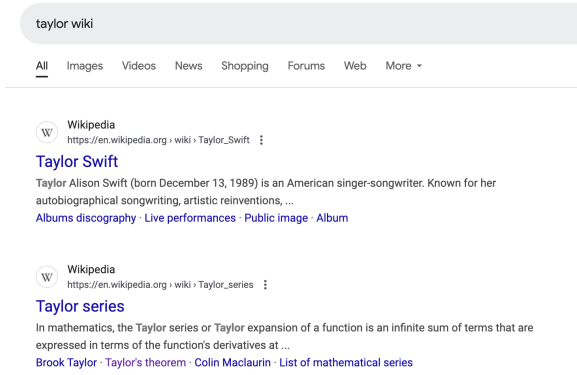 taylor wiki
All Images Videos News Shopping Forums Web More
Wikipedia
https://en.wikipedia.org › wiki › Taylor_Swift
Taylor Swift
Taylor Alison Swift (born December 13, 1989) is an American singer-songwriter. Known for her
autobiographical songwriting, artistic reinventions, ...
Albums discography · Live performances · Public image · Album
W
Wikipedia
https://en.wikipedia.org › wiki › Taylor_series
Taylor series
In mathematics, the Taylor series or Taylor expansion of a function is an infinite sum of terms that are
expressed in terms of the function's derivatives at ...
Brook Taylor · Taylor's theorem · Colin Maclaurin · List of mathematical series
W